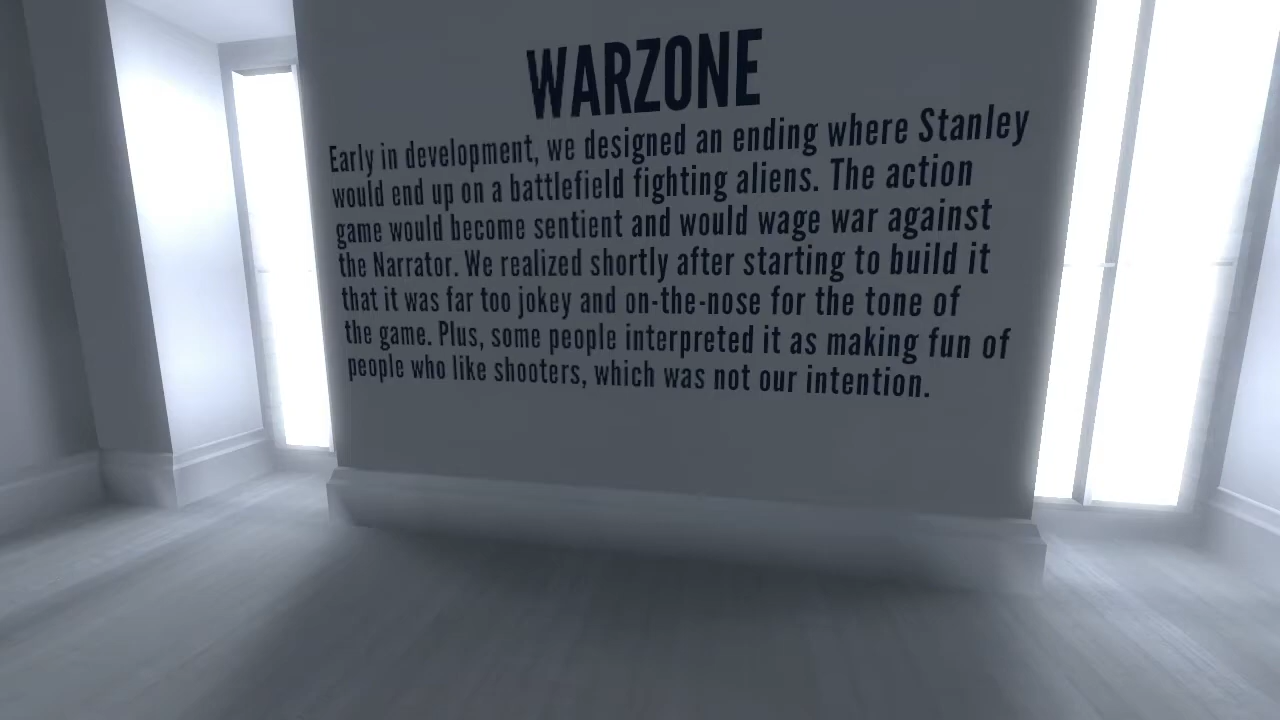 WARZONE
Early in development, we designed an ending where Stanley
would end up on a battlefield fighting aliens. The action
game would become sentient and would wage war against
the Narrator. We realized shortly after starting to build it
that it was far too jokey and on-the-nose for the tone of
the game. Plus, some people interpreted it as making fun of
people who like shooters, which was not our intention.